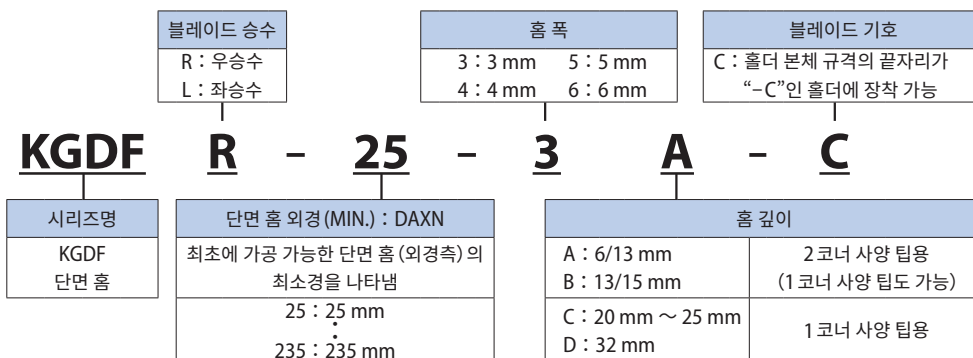 블레이드 승수
R : 우승수
L : 좌승수
홈 폭
3 : 3 mm 5 : 5 mm
4 : 4 mm 6 : 6 mm
블레이드 기호
C : 홀더 본체 규격의 끝자리가
“–C”인 홀더에 장착 가능
KGDF R – 25 – 3 A – C
시리즈명
KGDF
단면 홈
단면 홈 외경 (MIN.) : DAXN
최초에 가공 가능한 단면 홈 (외경측) 의
최소경을 나타냄
25 : 25 mm
:
235 : 235 mm
홈 깊이
A : 6/13 mm
B : 13/15 mm
2 코너 사양 팁용
(1 코너 사양 팁도 가능)
C : 20 mm ~ 25 mm
D : 32 mm
1 코너 사양 팁용